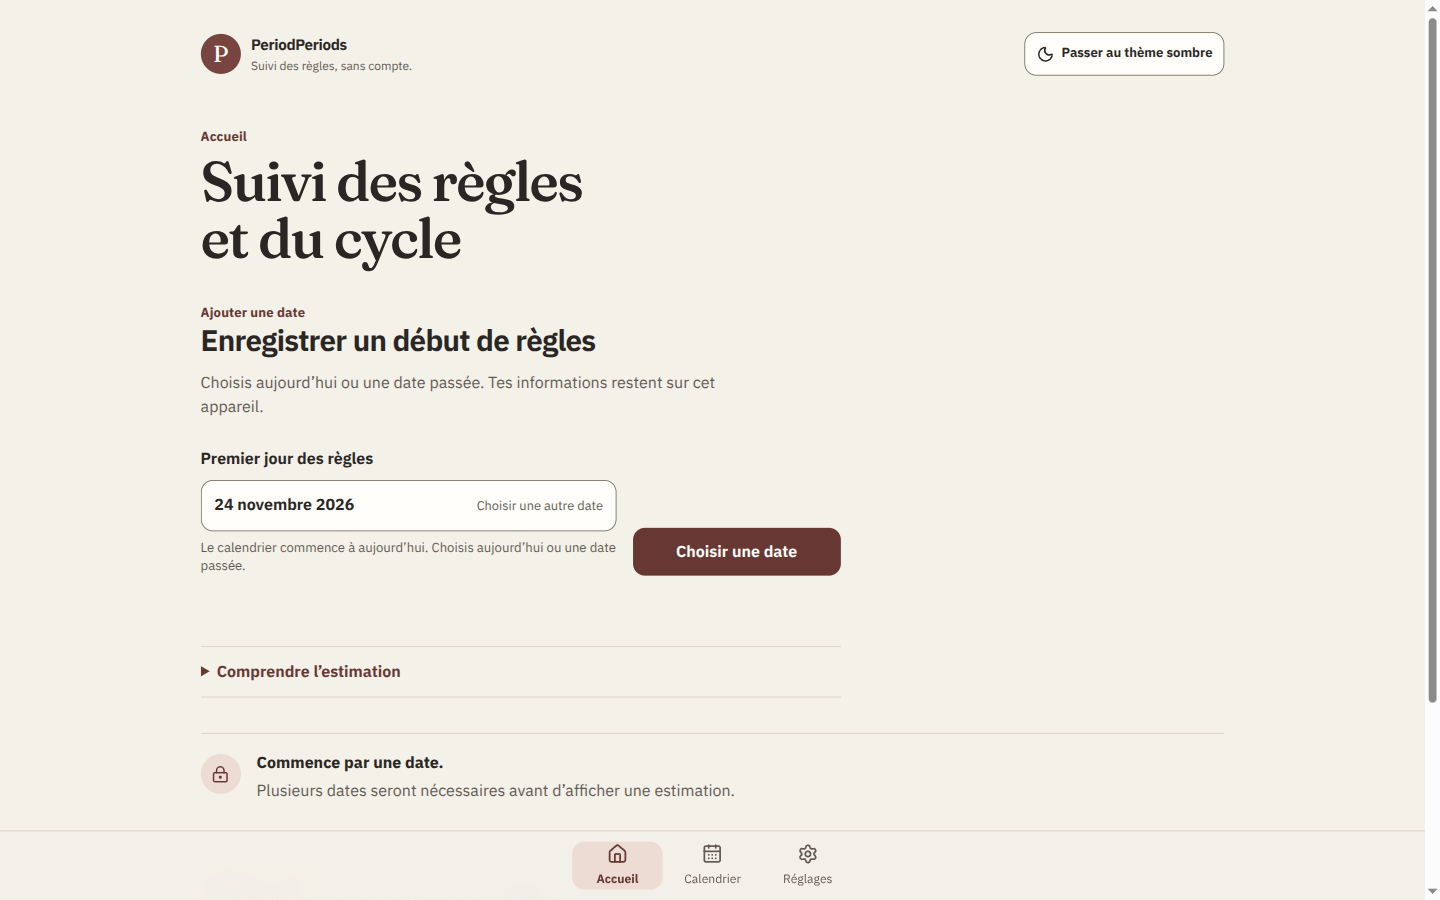 P
PeriodPeriods
Suivi des règles, sans compte.
Passer au thème sombre
Accueil
Suivi des règles
et du cycle
Ajouter une date
Enregistrer un début de règles
Choisis aujourd’hui ou une date passée. Tes informations restent sur cet
appareil.
Premier jour des règles
24 novembre 2026
Choisir une autre date
Le calendrier commence à aujourd’hui. Choisis aujourd’hui ou une date
passée.
Choisir une date
Comprendre l’estimation
Commence par une date.
Plusieurs dates seront nécessaires avant d’afficher une estimation.
Accueil
Calendrier
Réglages